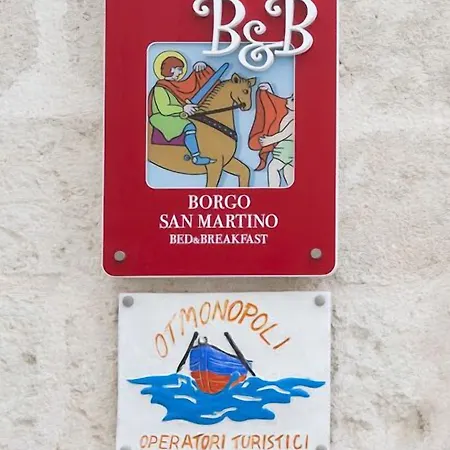 B&B
BORGO
SAN MARTINO
BED&BREAKFAST
OTMONOPOLI
OPERATORI TURISTICI